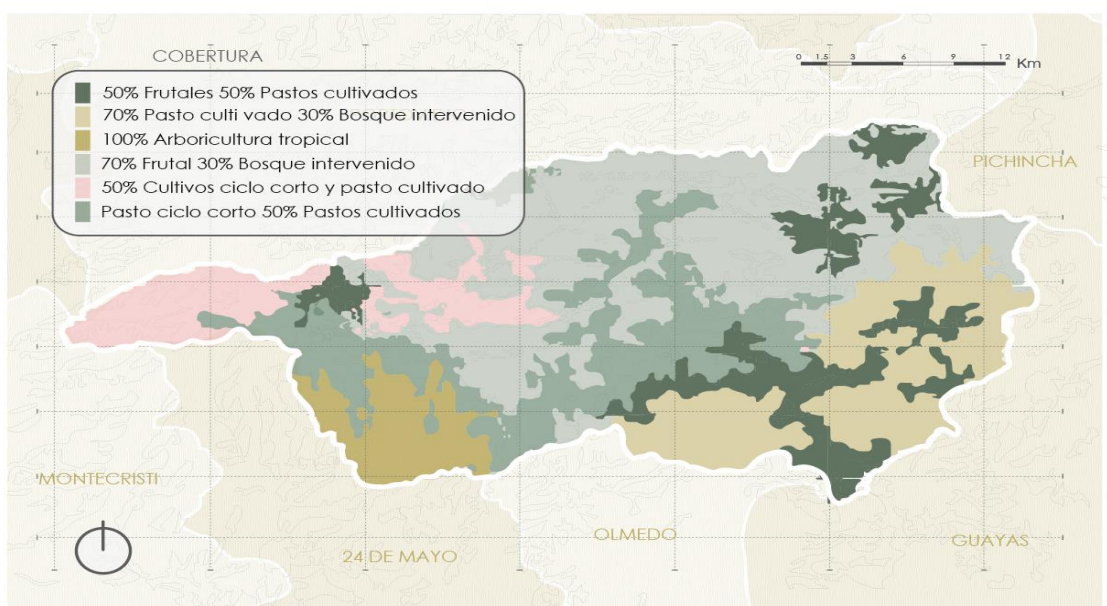 COBERTURA
50% Frutales 50% Pastos cultivados
70% Pasto culti vado 30% Bosque intervenido
100% Arboricultura tropical
70% Frutal 30% Bosque intervenido
50% Cultivos ciclo corto y pasto cultivado
Pasto ciclo corto 50% Pastos cultivados
0 1.5 3 6 9 12 Km
PICHINCHA
MONTECRISTI
24 DE MAYO
OLMEDO
GUAYAS